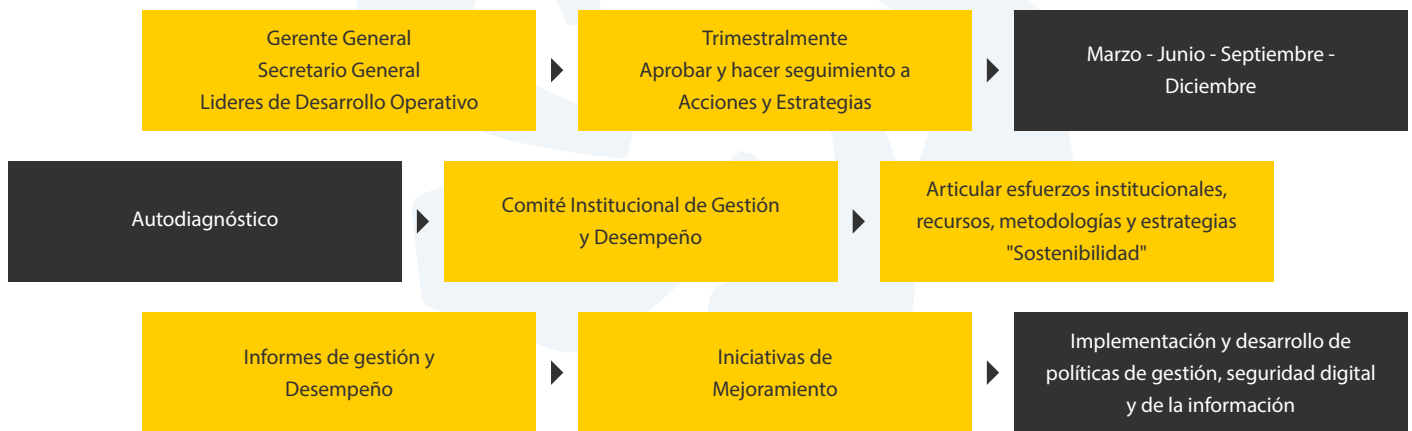 Gerente General
Secretario General
Lideres de Desarrollo Operativo
Trimestralmente
Aprobar y hacer seguimiento a
Acciones y Estrategias
Marzo - Junio - Septiembre -
Diciembre
Autodiagnóstico
Comité Institucional de Gestión
y Desempeño
Articular esfuerzos institucionales,
recursos, metodologías y estrategias
"Sostenibilidad"
Informes de gestión y
Desempeño
Iniciativas de
Mejoramiento
Implementación y desarrollo de
políticas de gestión, seguridad digital
y de la información